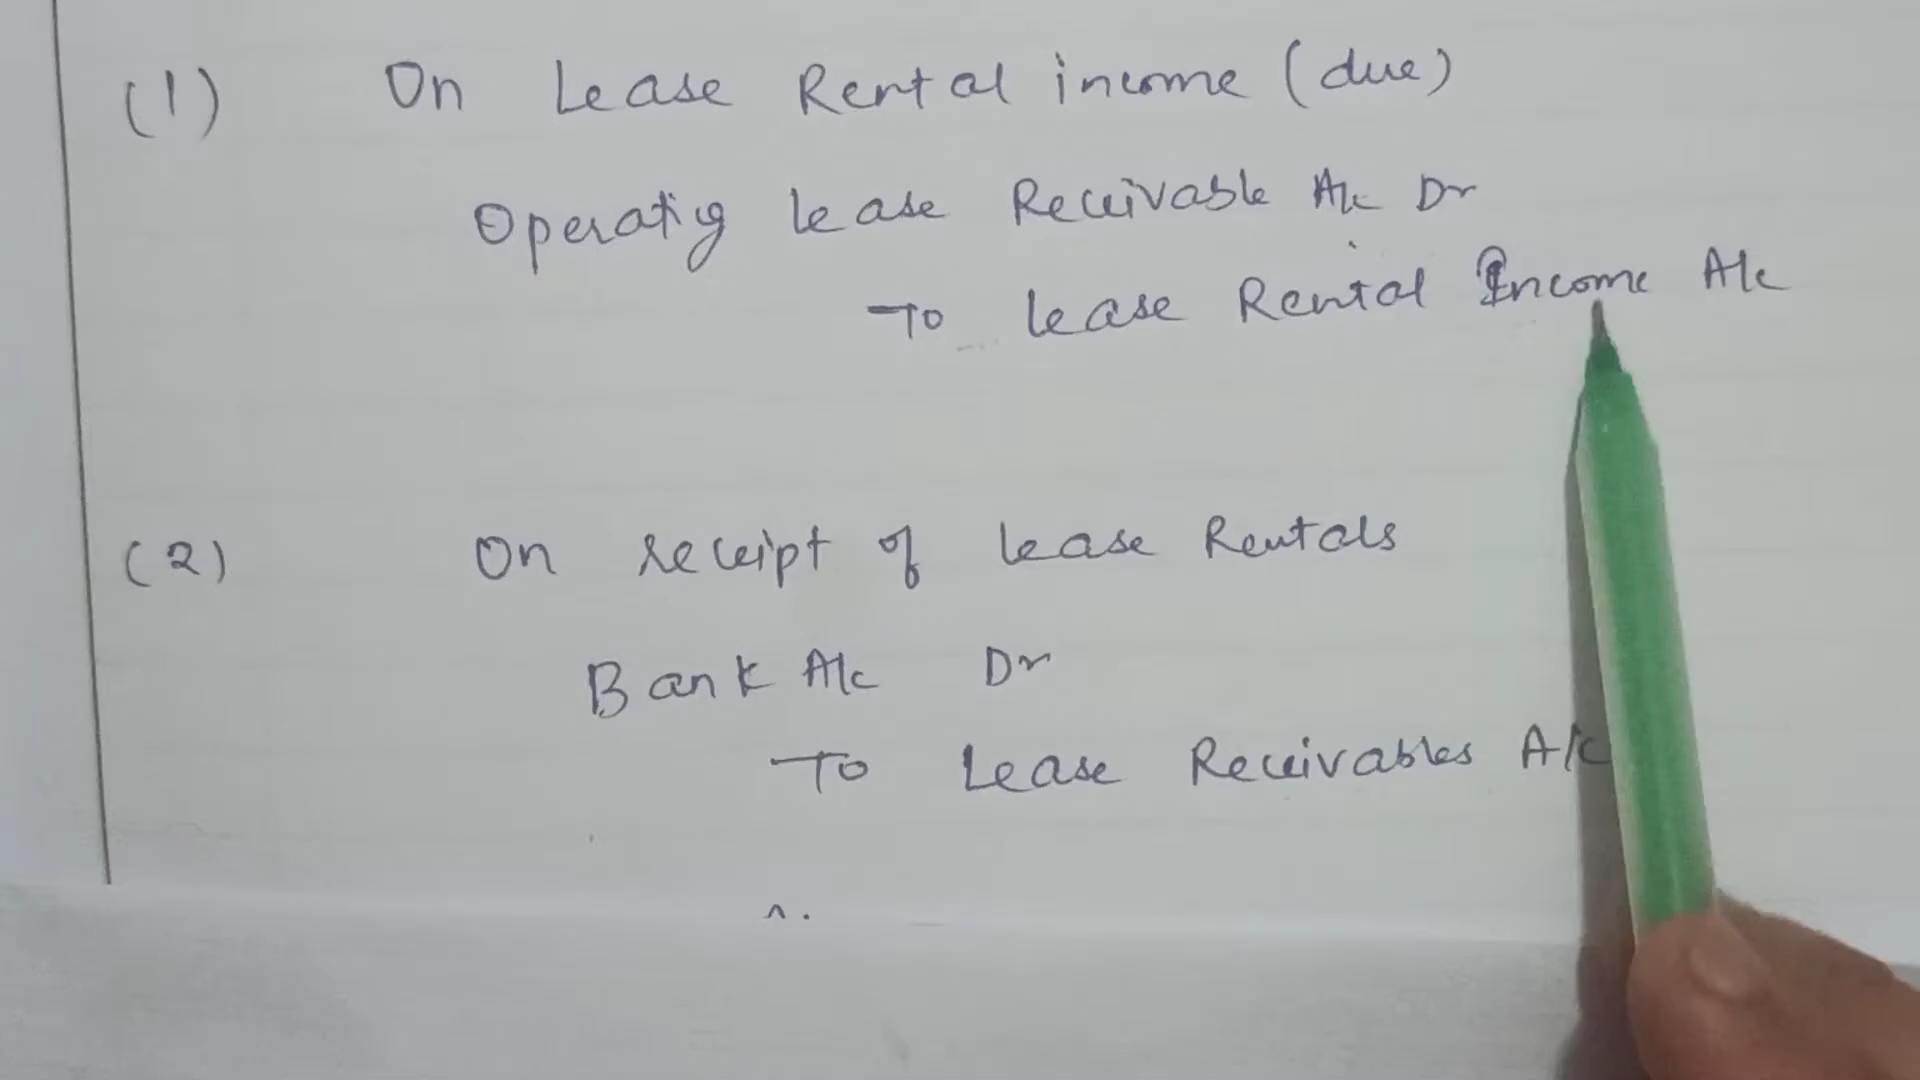 (1) On Lease Rental income (due)
Operatig lease Receivable A/c Dr
To lease Rental Income A/c
(2) On receipt of lease Rentals
Bank A/c Dr
To Lease Receivables A/c